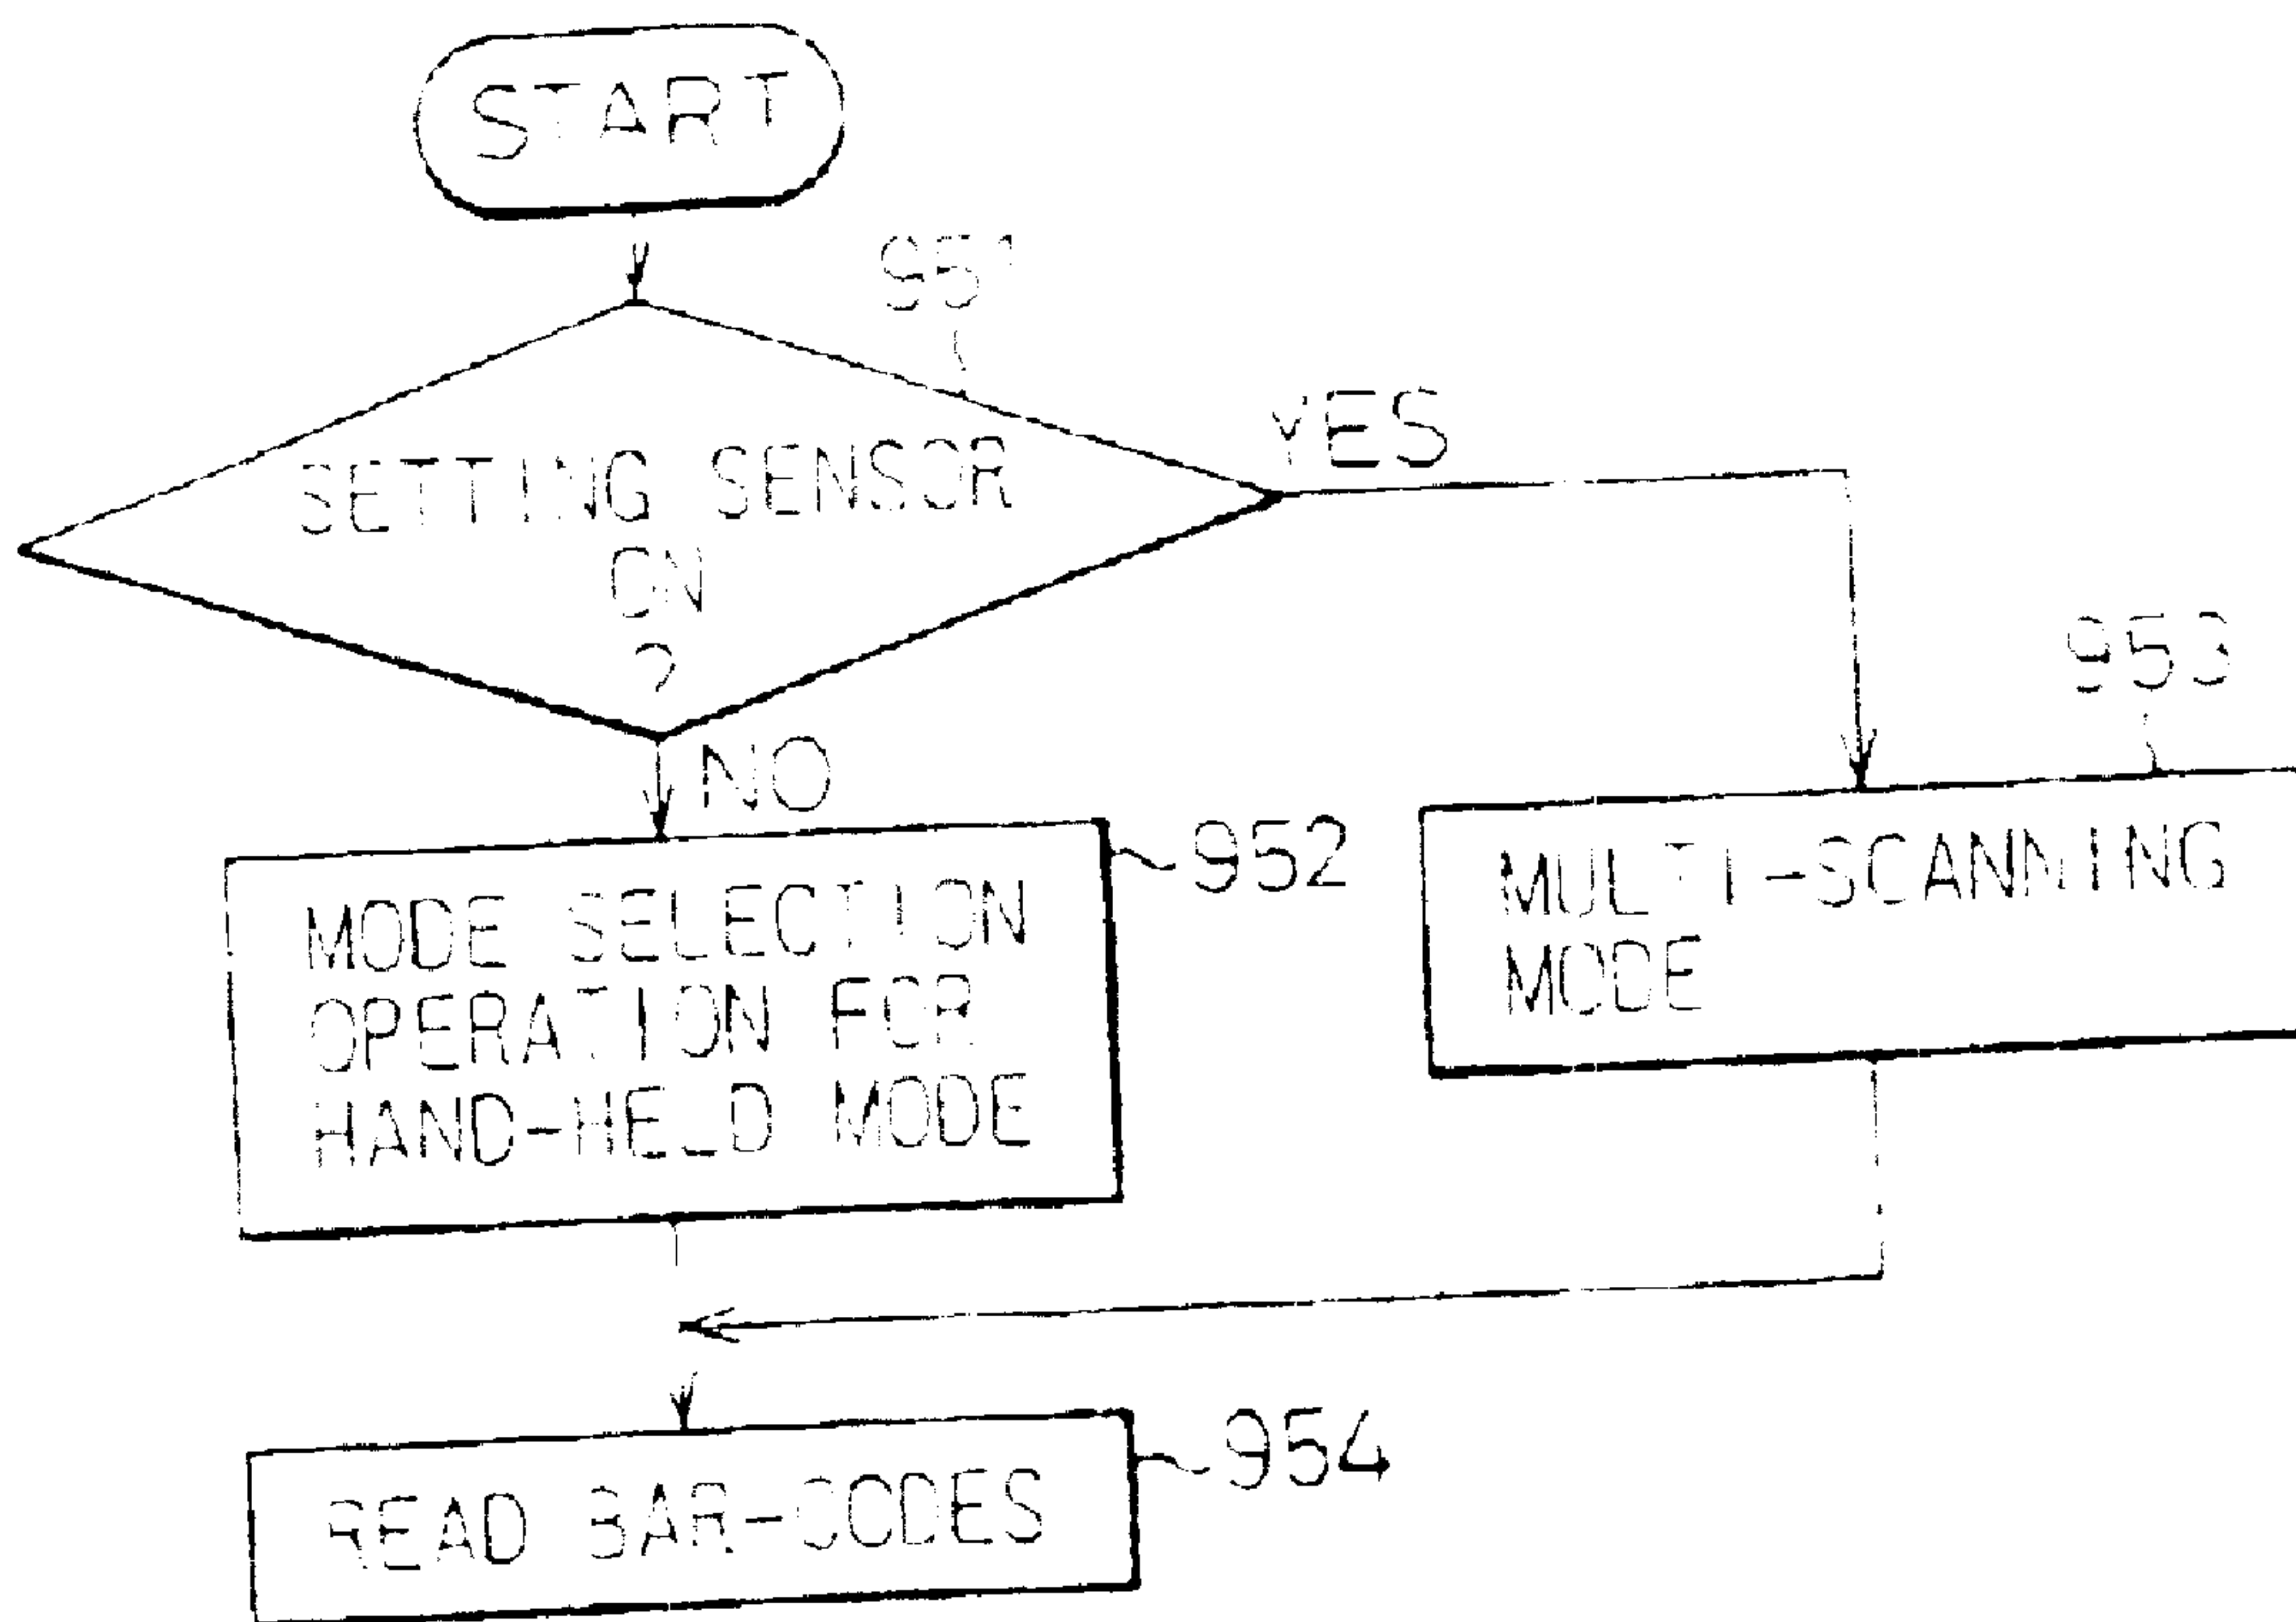 START
951
SETTING SENSOR
ON
?
YES
NO
953
952
MODE SELECTION
OPERATION FOR
HAND-HELD MODE
MULTI-SCANNING
MODE
954
READ BAR-CODES